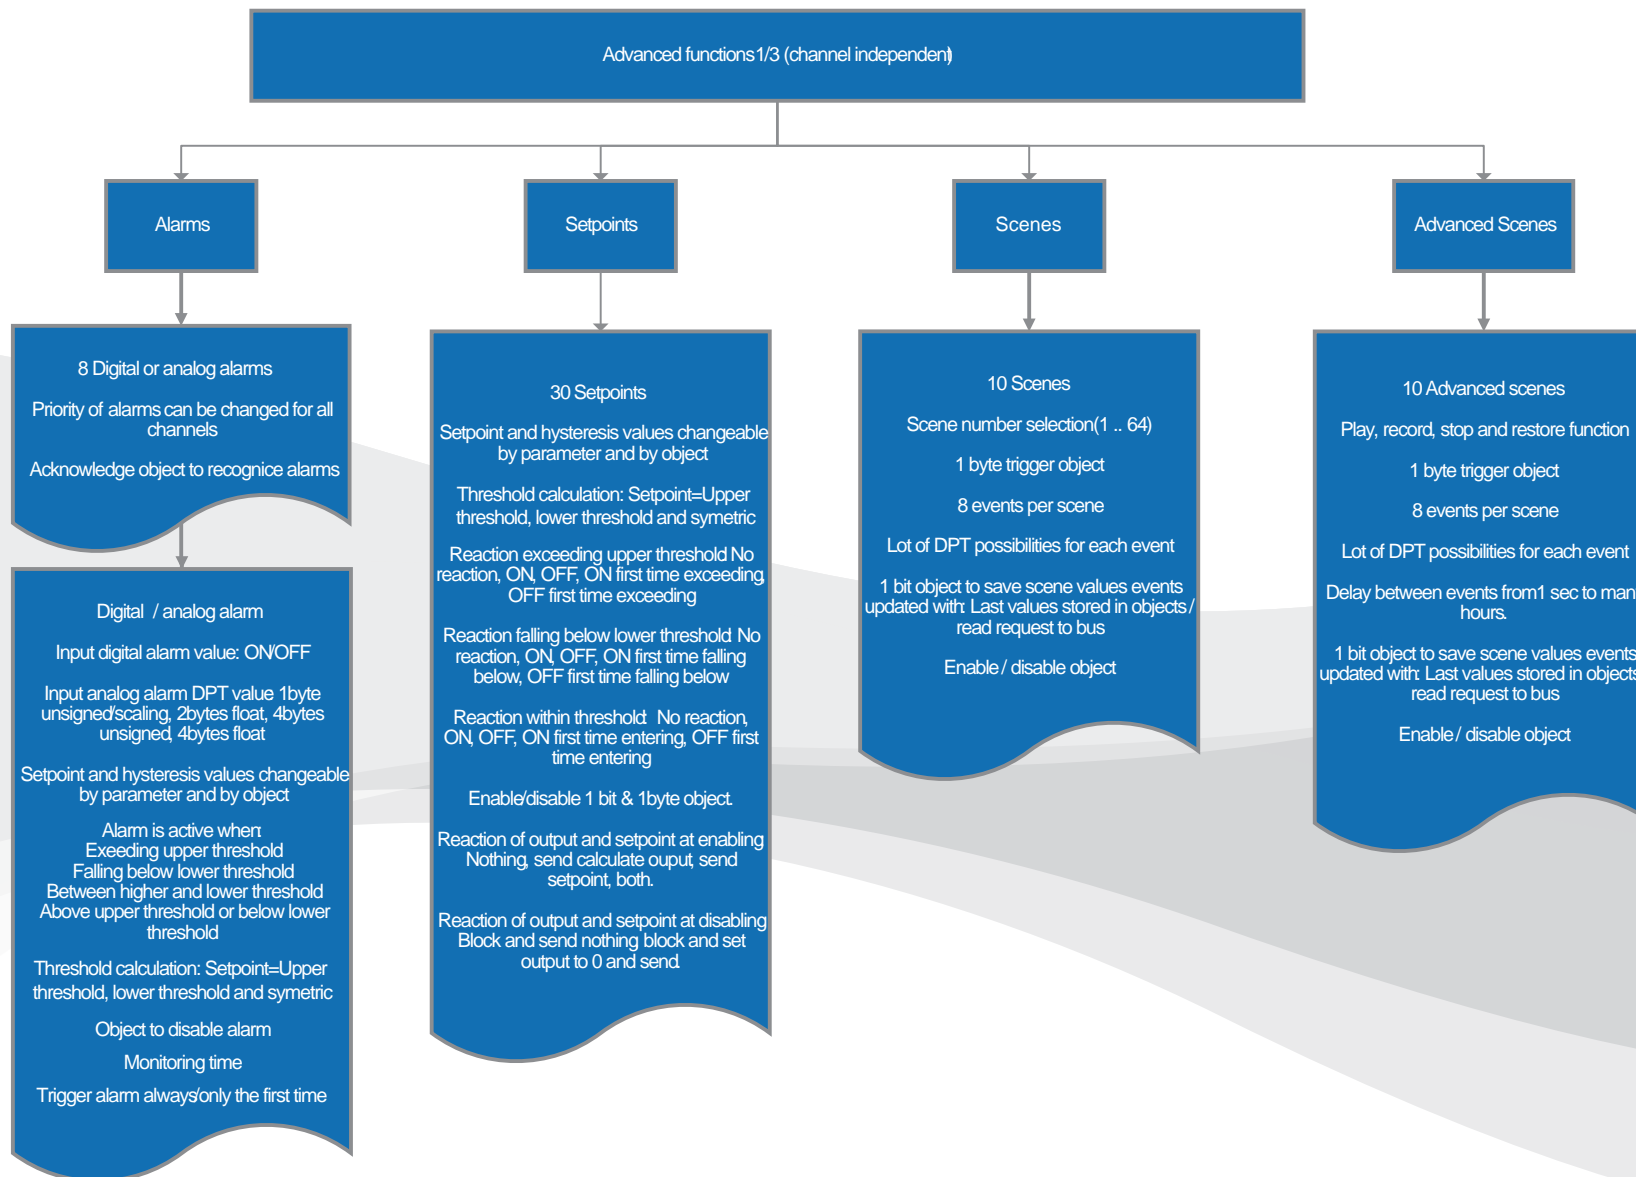 Advanced functions 1/3 (channel independent)
Alarms
Setpoints
Scenes
Advanced Scenes
8 Digital or analog alarms
Priority of alarms can be changed for all
channels
Acknowledge object to recognice alarms
Digital / analog alarm
Input digital alarm value: ON/OFF
Input analog alarm DPT value 1byte
unsigned/scaling, 2bytes float, 4bytes
unsigned, 4bytes float
Setpoint and hysteresis values changeable
by parameter and by object
Alarm is active when:
Exeeding upper threshold
Falling below lower threshold
Between higher and lower threshold
Above upper threshold or below lower
threshold
Threshold calculation: Setpoint=Upper
threshold, lower threshold and symetric
Object to disable alarm
Monitoring time
Trigger alarm always/only the first time
30 Setpoints
Setpoint and hysteresis values changeable
by parameter and by object
Threshold calculation: Setpoint=Upper
threshold, lower threshold and symetric
Reaction exceeding upper threshold: No
reaction, ON, OFF, ON first time exceeding,
OFF first time exceeding
Reaction falling below lower threshold: No
reaction, ON, OFF, ON first time falling
below, OFF first time falling below
Reaction within threshold: No reaction,
ON, OFF, ON first time entering, OFF first
time entering
Enable/disable 1 bit & 1byte object.
Reaction of output and setpoint at enabling
Nothing, send calculate ouput, send
setpoint, both.
Reaction of output and setpoint at disabling
Block and send nothing block and set
output to 0 and send.
10 Scenes
Scene number selection(1 .. 64)
1 byte trigger object
8 events per scene
Lot of DPT possibilities for each event
1 bit object to save scene values events
updated with: Last values stored in objects /
read request to bus
Enable / disable object
10 Advanced scenes
Play, record, stop and restore function
1 byte trigger object
8 events per scene
Lot of DPT possibilities for each event
Delay between events from 1 sec to man
hours.
1 bit object to save scene values events
updated with: Last values stored in objects
read request to bus
Enable / disable object